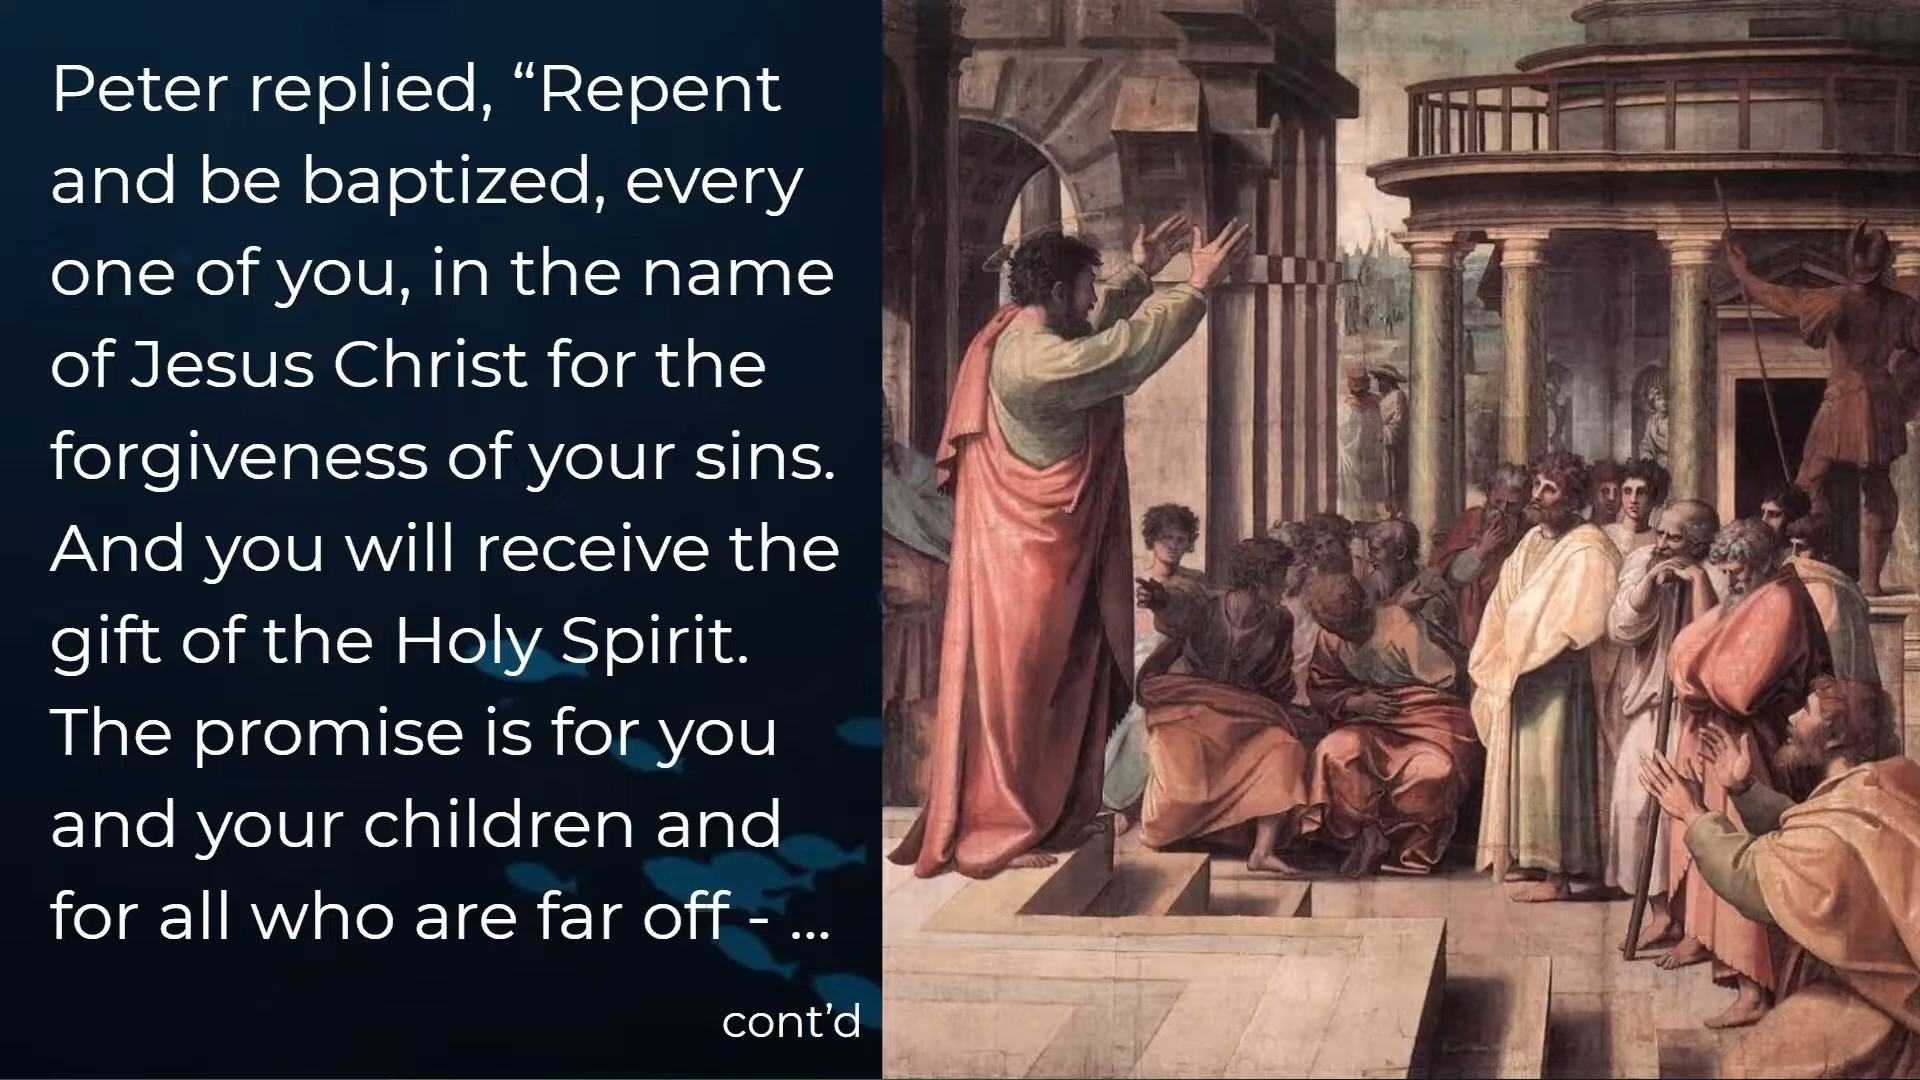 Peter replied, “Repent
and be baptized, every
one of you, in the name
of Jesus Christ for the
forgiveness of your sins.
And you will receive the
gift of the Holy Spirit.
The promise is for you
and your children and
for all who are far off - ...
cont’d